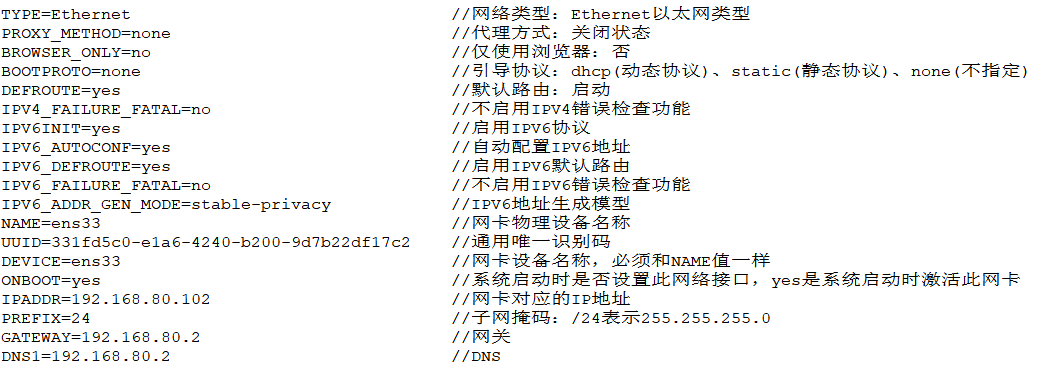 TYPE=Ethernet //网络类型：Ethernet以太网类型
PROXY_METHOD=none //代理方式：关闭状态
BROWSER_ONLY=no //仅使用浏览器：否
BOOTPROTO=none //引导协议：dhcp(动态协议)、static(静态协议)、none(不指定)
DEFROUTE=yes //默认路由：启动
IPV4_FAILURE_FATAL=no //不启用IPV4错误检查功能
IPV6INIT=yes //启用IPV6协议
IPV6_AUTOCONF=yes //自动配置IPV6地址
IPV6_DEFROUTE=yes //启用IPV6默认路由
IPV6_FAILURE_FATAL=no //不启用IPV6错误检查功能
IPV6_ADDR_GEN_MODE=stable-privacy //IPV6地址生成模型
NAME=ens33 //网卡物理设备名称
UUID=331fd5c0-e1a6-4240-b200-9d7b22df17c2 //通用唯一识别码
DEVICE=ens33 //网卡设备名称，必须和NAME值一样
ONBOOT=yes //系统启动时是否设置此网络接口，yes是系统启动时激活此网卡
IPADDR=192.168.80.102 //网卡对应的IP地址
PREFIX=24 //子网掩码：/24表示255.255.255.0
GATEWAY=192.168.80.2 //网关
DNS1=192.168.80.2 //DNS